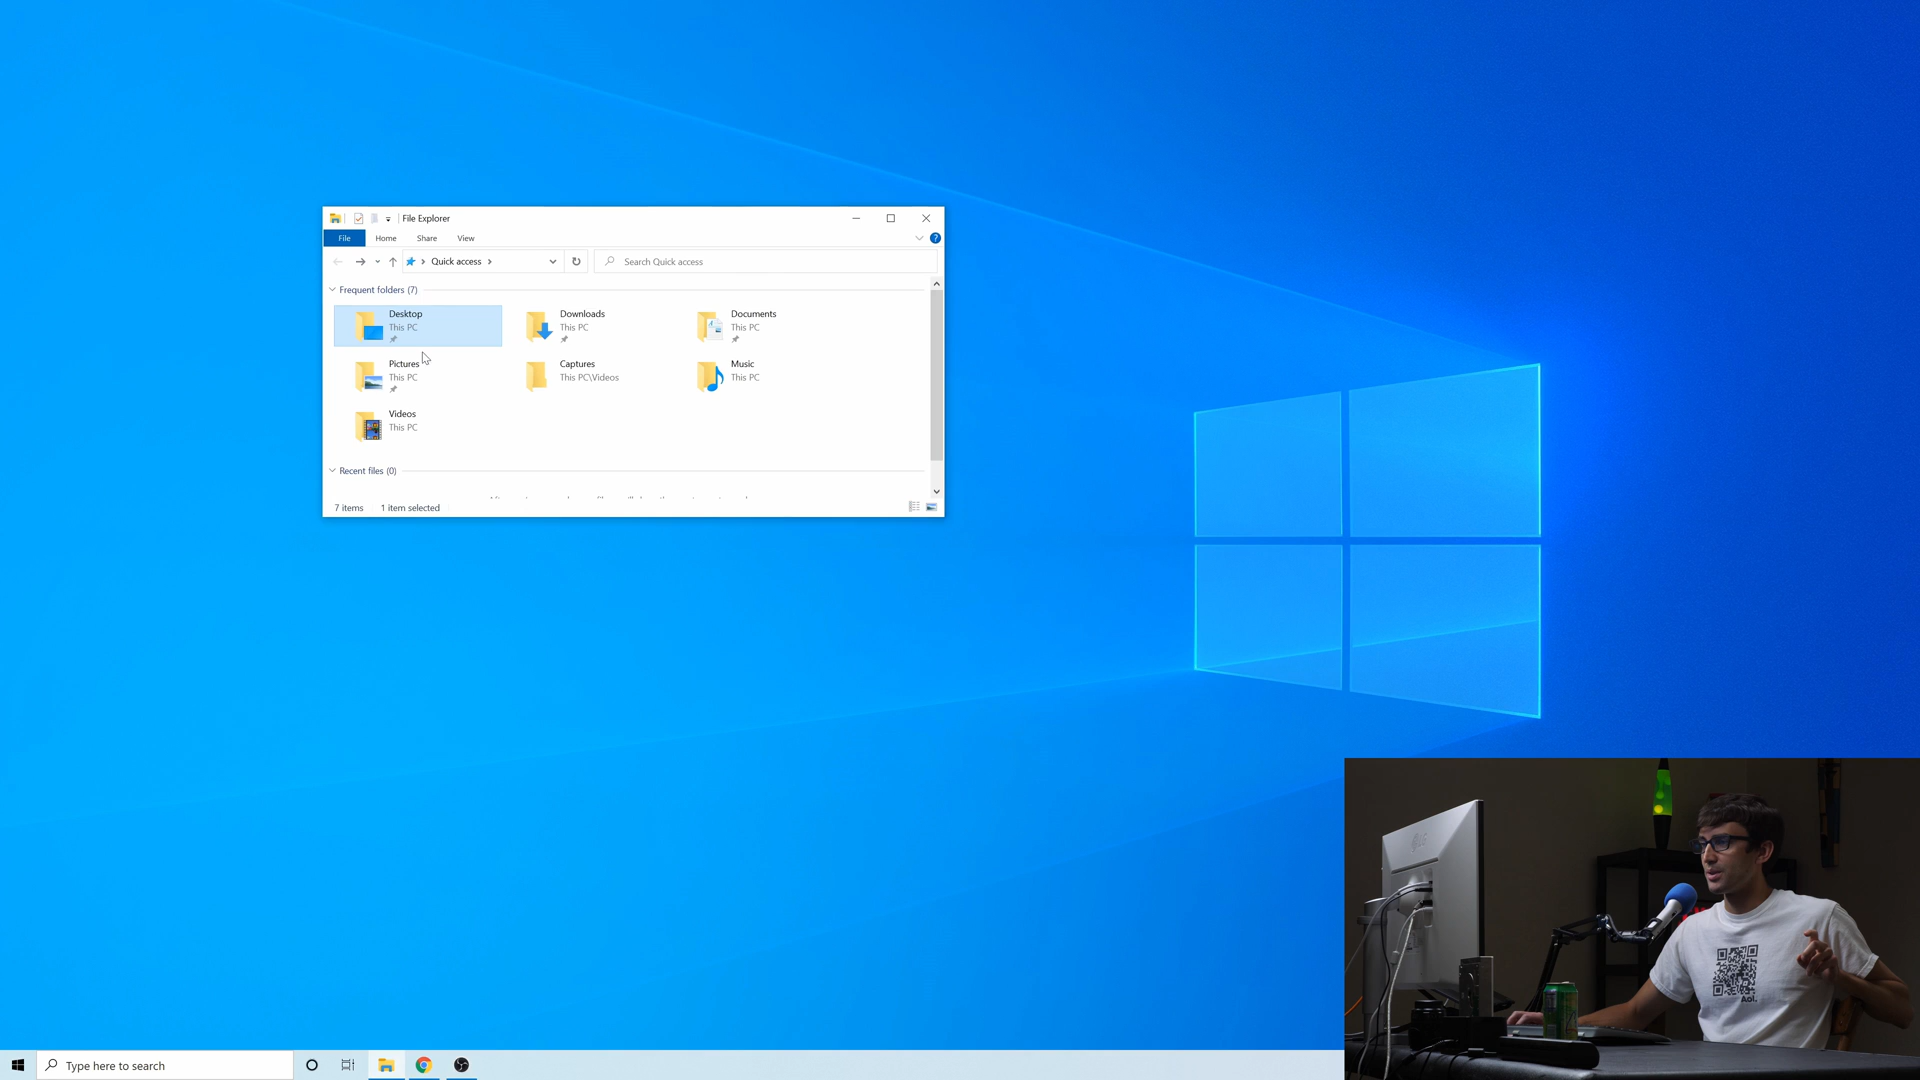 File Explorer
File Home Share View
Quick access
Search Quick access
Frequent folders (7)
Desktop
This PC
Downloads
This PC
Documents
This PC
Pictures
This PC
Captures
This PC\Videos
Music
This PC
Videos
This PC
Recent files (0)
7 items 1 item selected
LG
Aol.
Type here to search